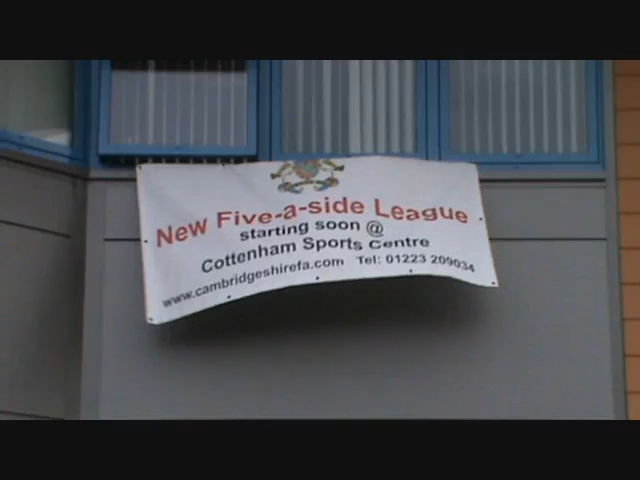 New Five-a-side League
starting soon @
Cottenham Sports Centre
www.cambridgeshirefa.com Tel: 01223 209034